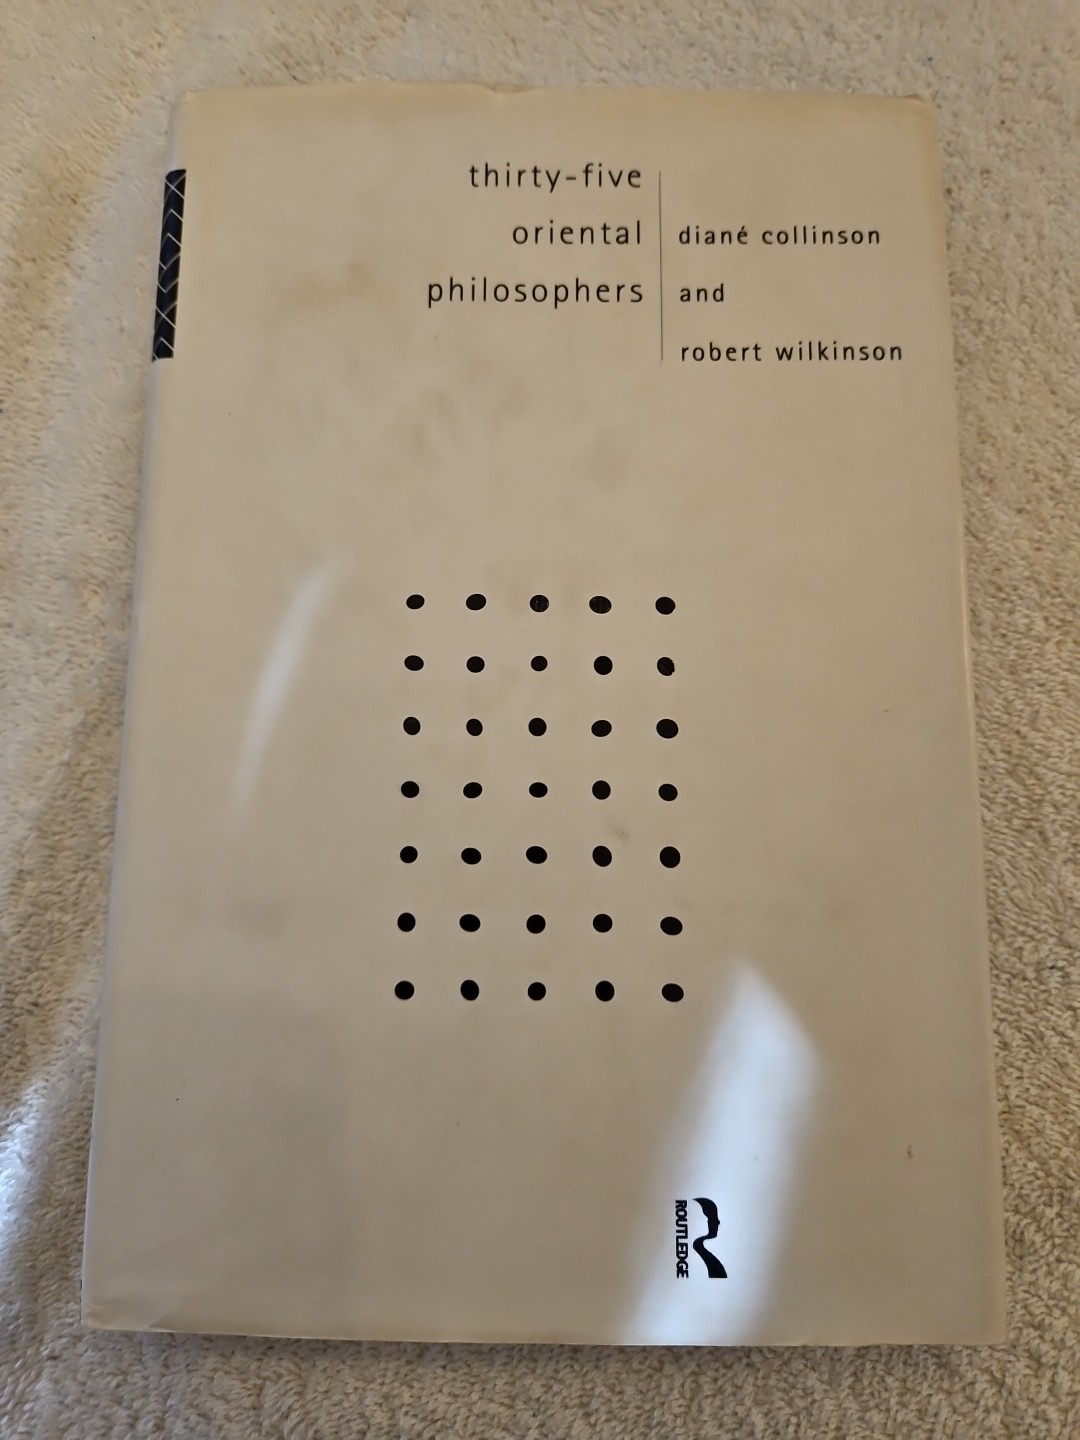 thirty-five
oriental
philosophers
diané collinson
and
robert wilkinson
ROUTLEDGE